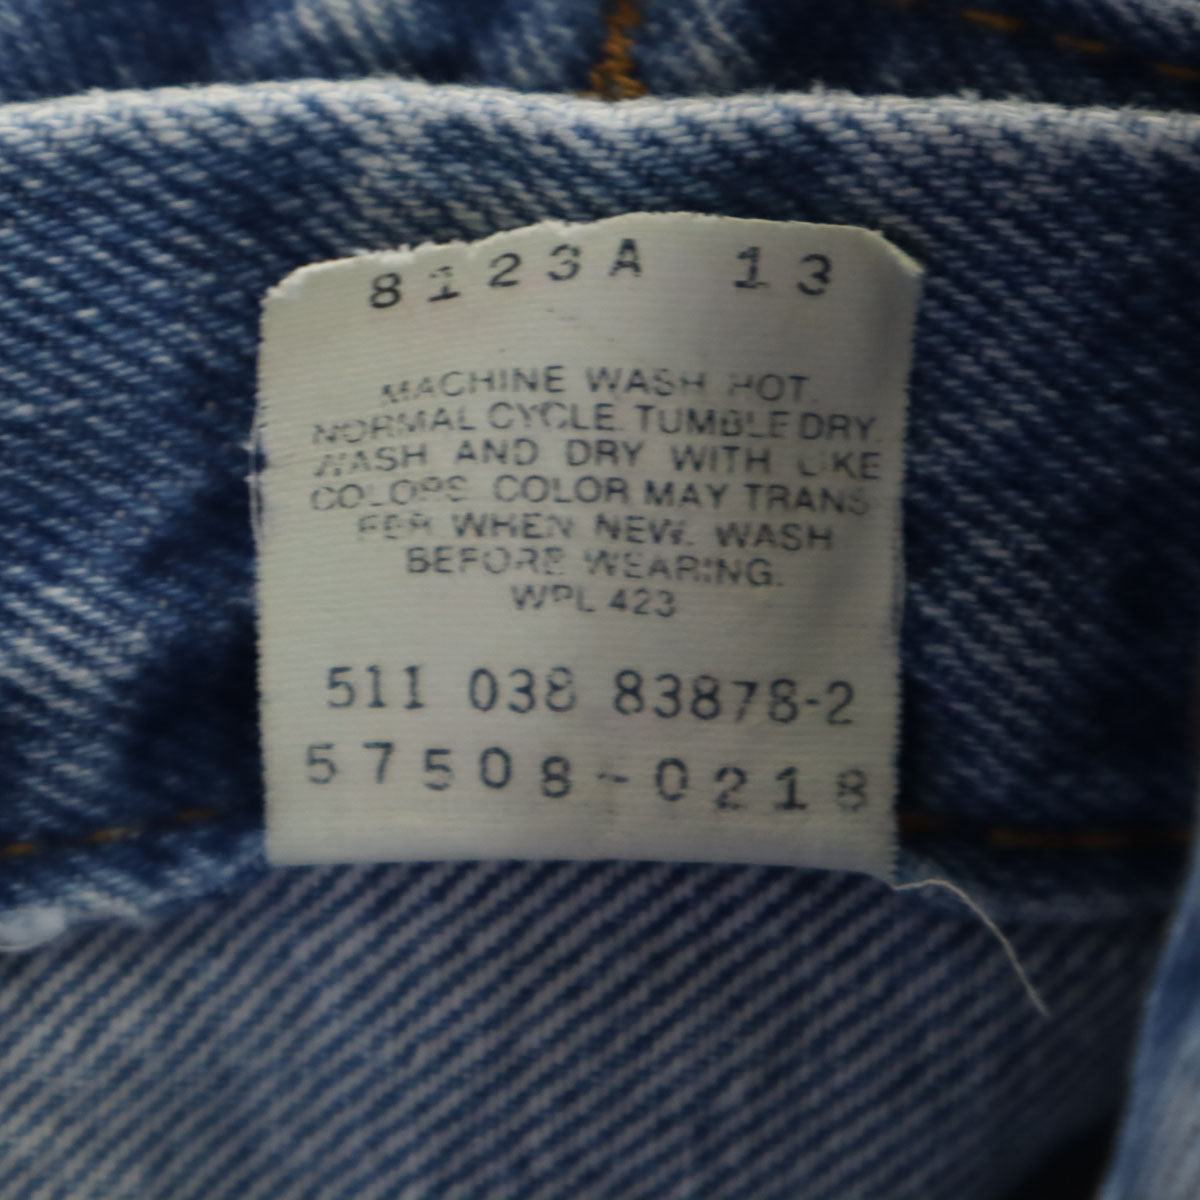 8123A 13
MACHINE WASH HOT.
NORMAL CYCLE. TUMBLE DRY.
WASH AND DRY WITH LIKE
COLORS. COLOR MAY TRANS
FER WHEN NEW. WASH
BEFORE WEARING.
WPL 423
511 038 83878-2
57508-0218